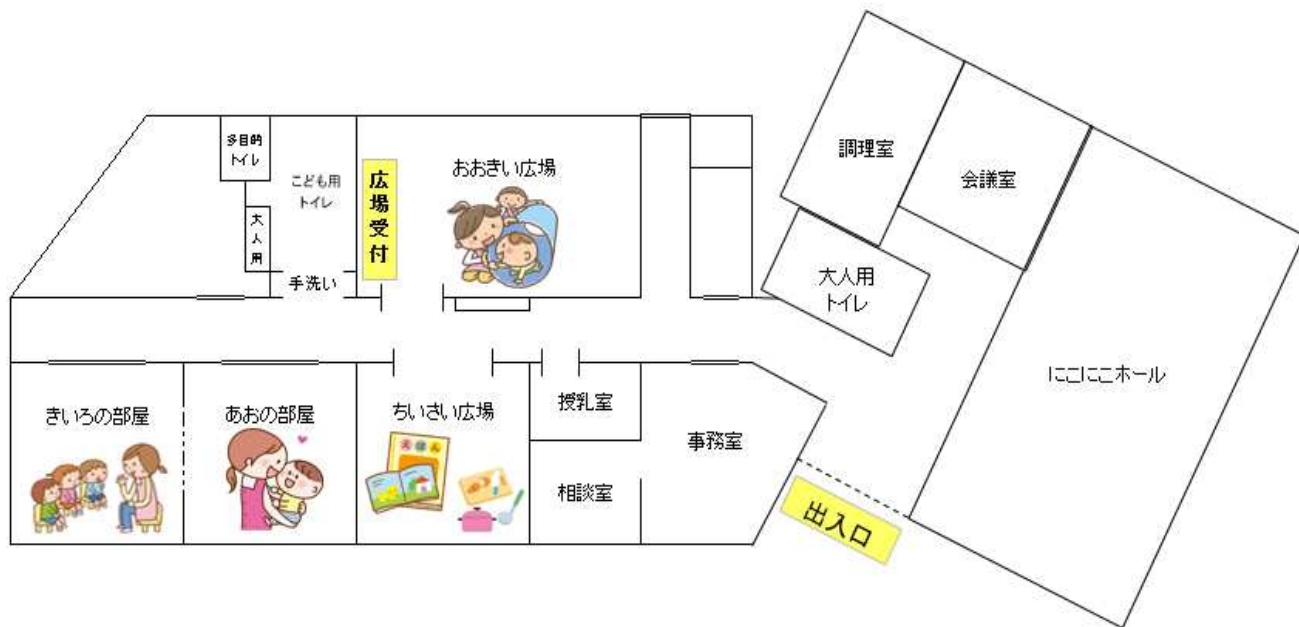 多目的
トイレ
こども用
トイレ
大人用
手洗い
広場受付
おおきい広場
調理室
会議室
大人用
トイレ
にこにこホール
きいろの部屋
あおの部屋
ちいさい広場
えほん
授乳室
相談室
事務室
出入口